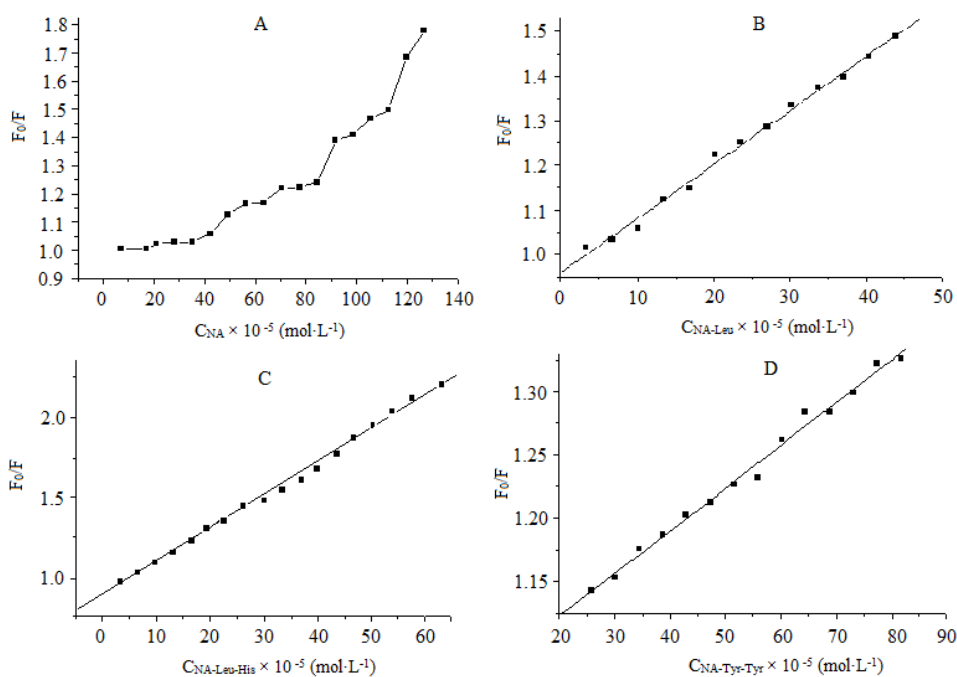 A
F₀/F
1.8
1.7
1.6
1.5
1.4
1.3
1.2
1.1
1.0
0.9
0 20 40 60 80 100 120 140
C_NA × 10⁻⁵ (mol·L⁻¹)
B
F₀/F
1.5
1.4
1.3
1.2
1.1
1.0
0 10 20 30 40 50
C_NA-Leu × 10⁻⁵ (mol·L⁻¹)
C
F₀/F
2.0
1.5
1.0
0 10 20 30 40 50 60
C_NA-Leu-His × 10⁻⁵ (mol·L⁻¹)
D
F₀/F
1.30
1.25
1.20
1.15
20 30 40 50 60 70 80 90
C_NA-Tyr-Tyr × 10⁻⁵ (mol·L⁻¹)